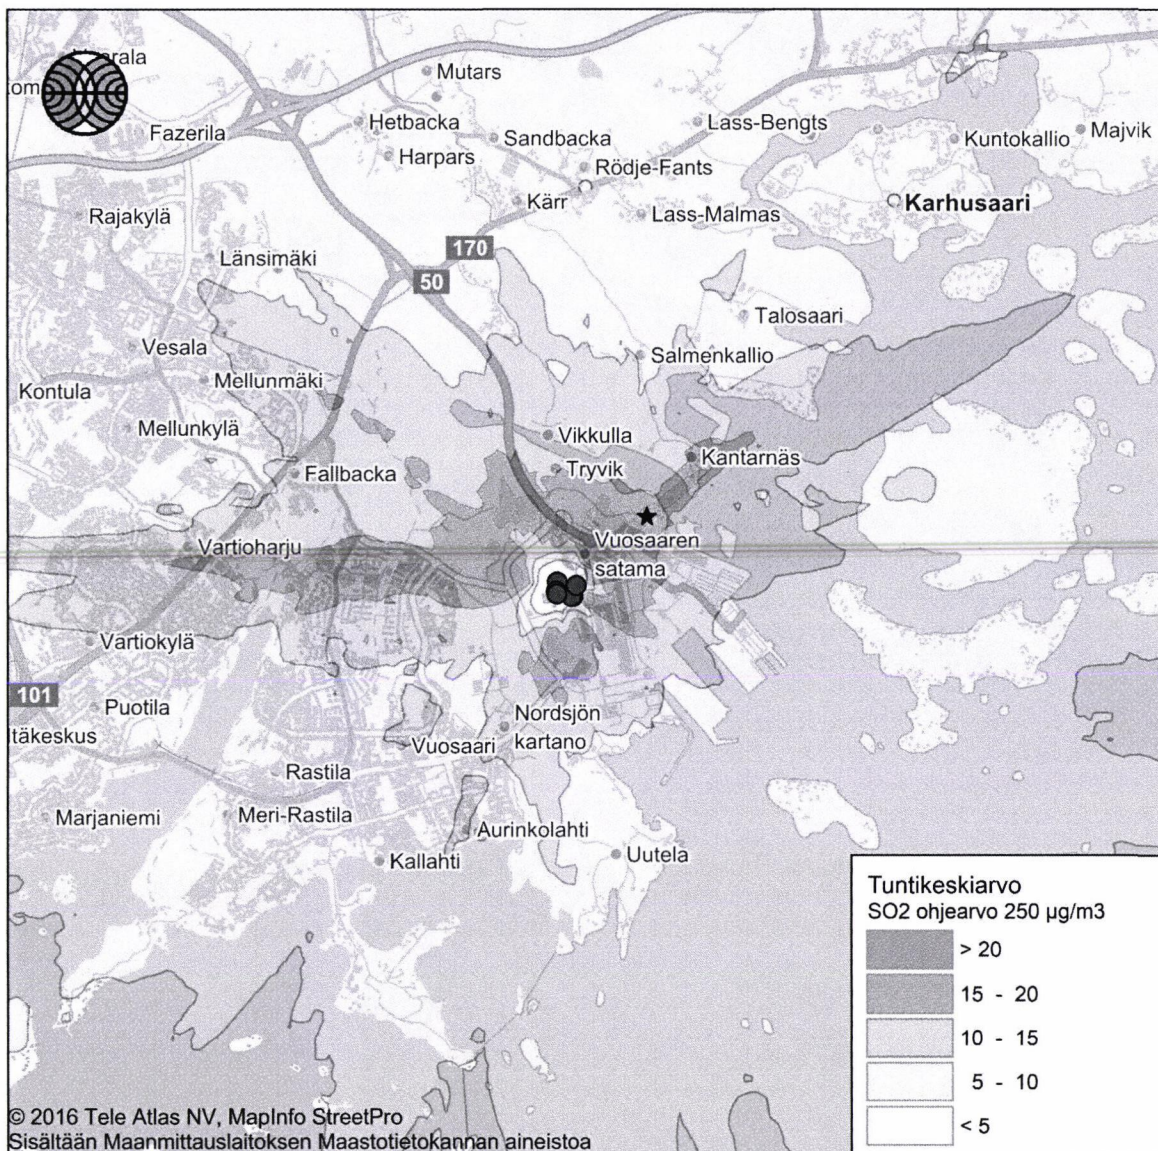 Fazerila
Mutars
Hetbacka
Harpars
Sandbacka
Lass-Bengts
Rödje-Fants
Kärr
Lass-Malmas
Kuntokallio
Majvik
Karhusaari
Rajakylä
Länsimäki
170
50
Talosaari
Salmenkallio
Vesala
Kontula
Mellunmäki
Mellunkylä
Vikkulla
Tryvik
Kantarnäs
Fallbacka
Vartioharju
Vuosaaren
satama
Vartiokylä
101
Puotila
itäkeskus
Nordsjön
kartano
Vuosaari
Rastila
Marjaniemi
Meri-Rastila
Aurinkolahti
Kallahti
Uutela
Tuntikeskiarvo
SO2 ohjearvo 250 µg/m3
> 20
15 - 20
10 - 15
5 - 10
< 5
© 2016 Tele Atlas NV, MapInfo StreetPro
Sisältään Maanmittauslaitoksen Maastotietokannan aineistoa